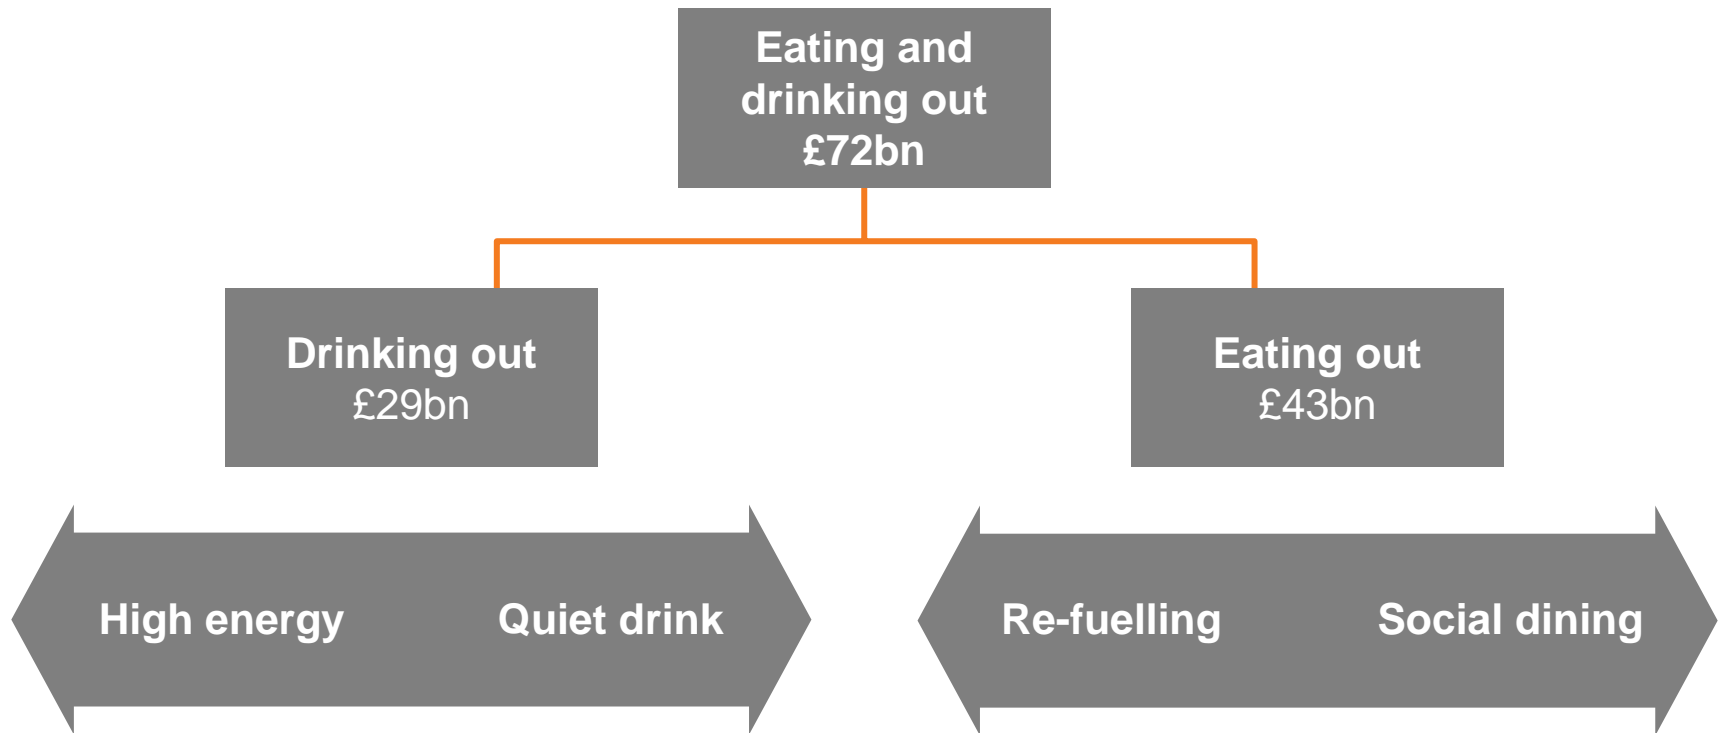 Eating and
drinking out
£72bn
Drinking out
£29bn
Eating out
£43bn
High energy
Quiet drink
Re-fuelling
Social dining